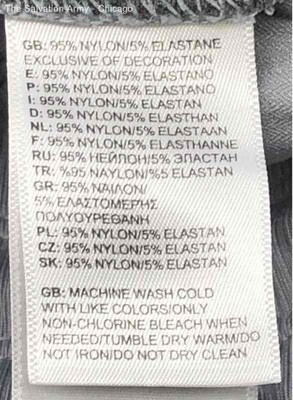 The Salvation Army - Chicago
GB: 95% NYLON/5% ELASTANE
EXCLUSIVE OF DECORATION
E: 95% NYLON/5% ELASTANO
P: 95% NYLON/5% ELASTANO
I: 95% NYLON/5% ELASTAN
D: 95% NYLON/5% ELASTHAN
NL: 95% NYLON/5% ELASTAAN
F: 95% NYLON/5% ELASTHANNE
RU: 95% НЕЙЛОН/5% ЭЛАСТАН
TR: %95 NAYLON/%5 ELASTAN
GR: 95% ΝΑΙΛΟΝ/
5% ΕΛΑΣΤΟΜΕΡΗΣ
ΠΟΛΥΟΥΡΕΘΑΝΗ
PL: 95% NYLON/5% ELASTAN
CZ: 95% NYLON/5% ELASTAN
SK: 95% NYLON/5% ELASTAN
GB: MACHINE WASH COLD
WITH LIKE COLORS/ONLY
NON-CHLORINE BLEACH WHEN
NEEDED/TUMBLE DRY WARM/DO
NOT IRON/DO NOT DRY CLEAN